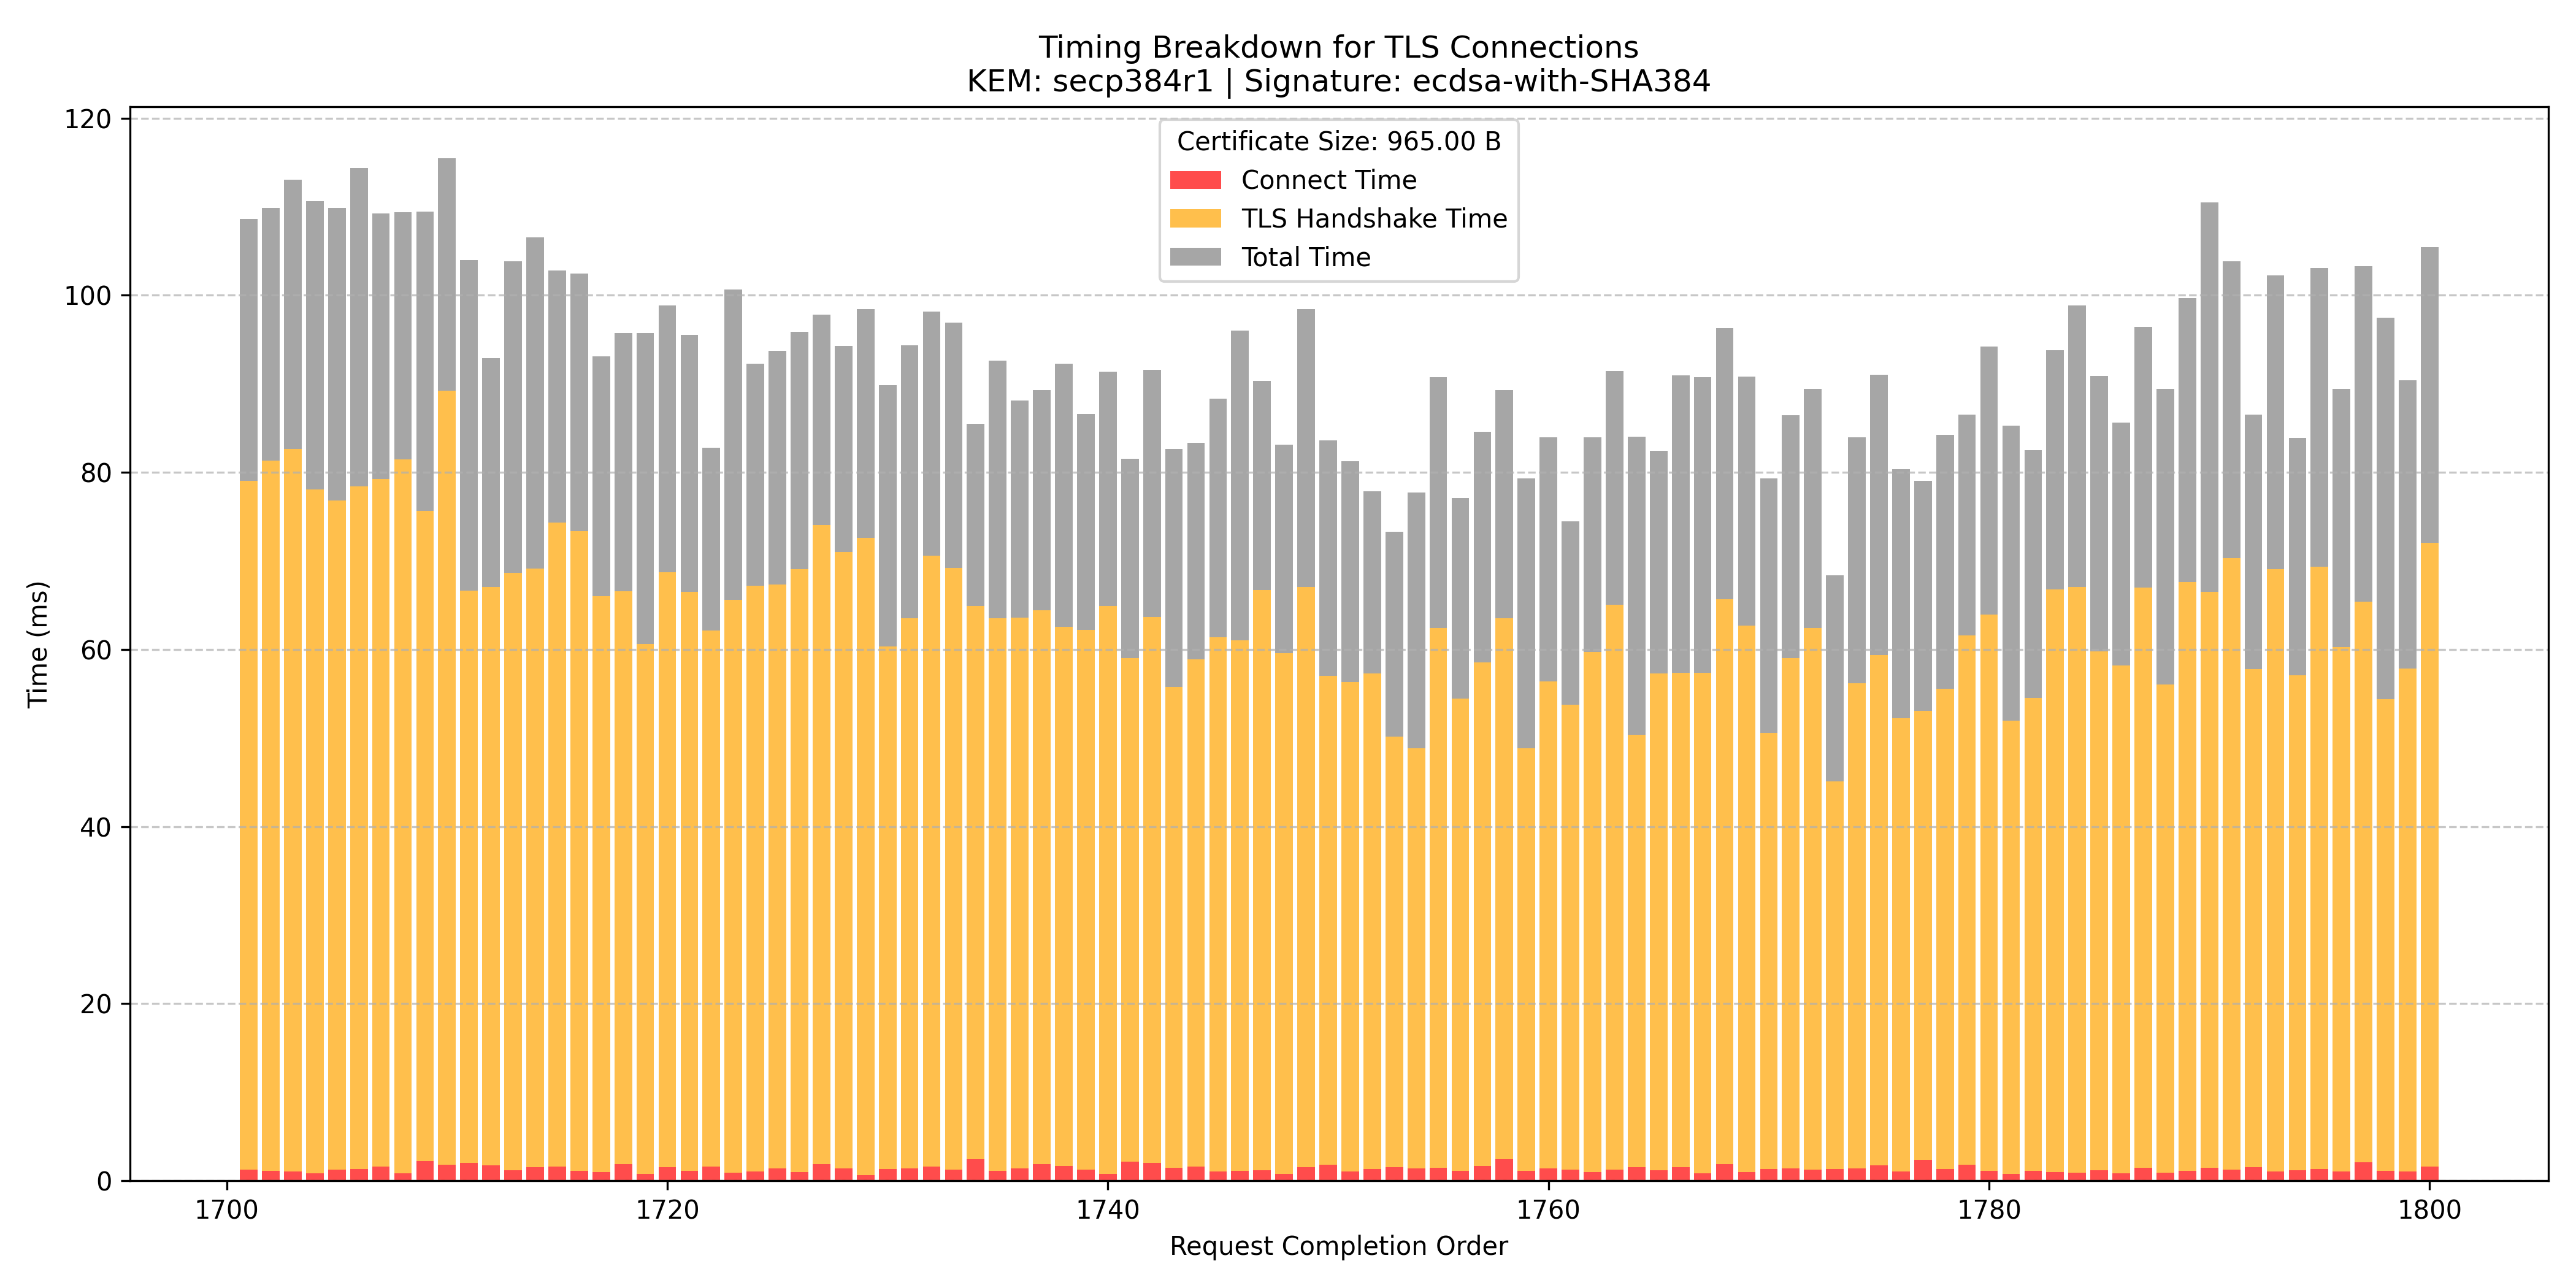 Timing Breakdown for TLS Connections
KEM: secp384r1 | Signature: ecdsa-with-SHA384
Certificate Size: 965.00 B
Connect Time
TLS Handshake Time
Total Time
Time (ms)
120
100
80
60
40
20
0
1700 1720 1740 1760 1780 1800
Request Completion Order